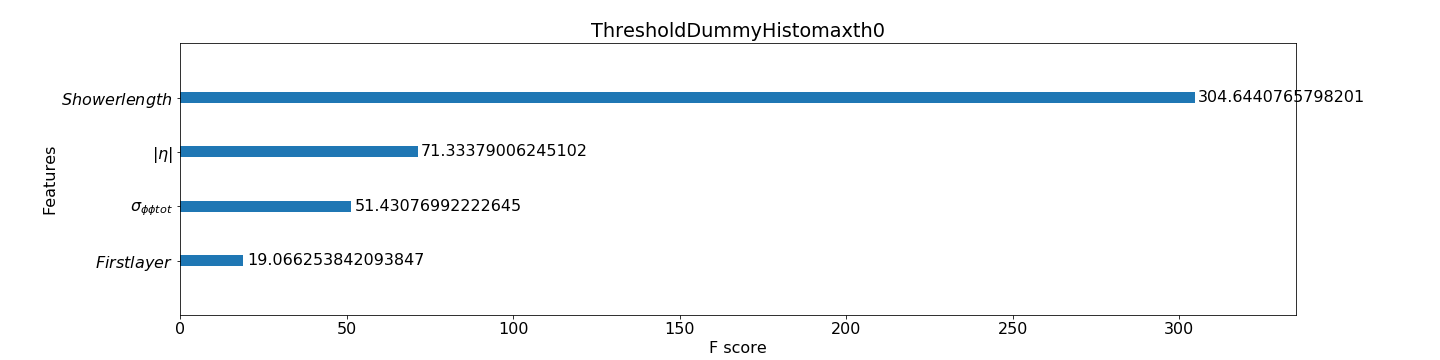 ThresholdDummyHistomaxth0
Showerlength
304.6440765798201
|η|
71.33379006245102
σϕϕtot
51.43076992222645
Firstlayer
19.066253842093847
Features
0 50 100 150 200 250 300
F score